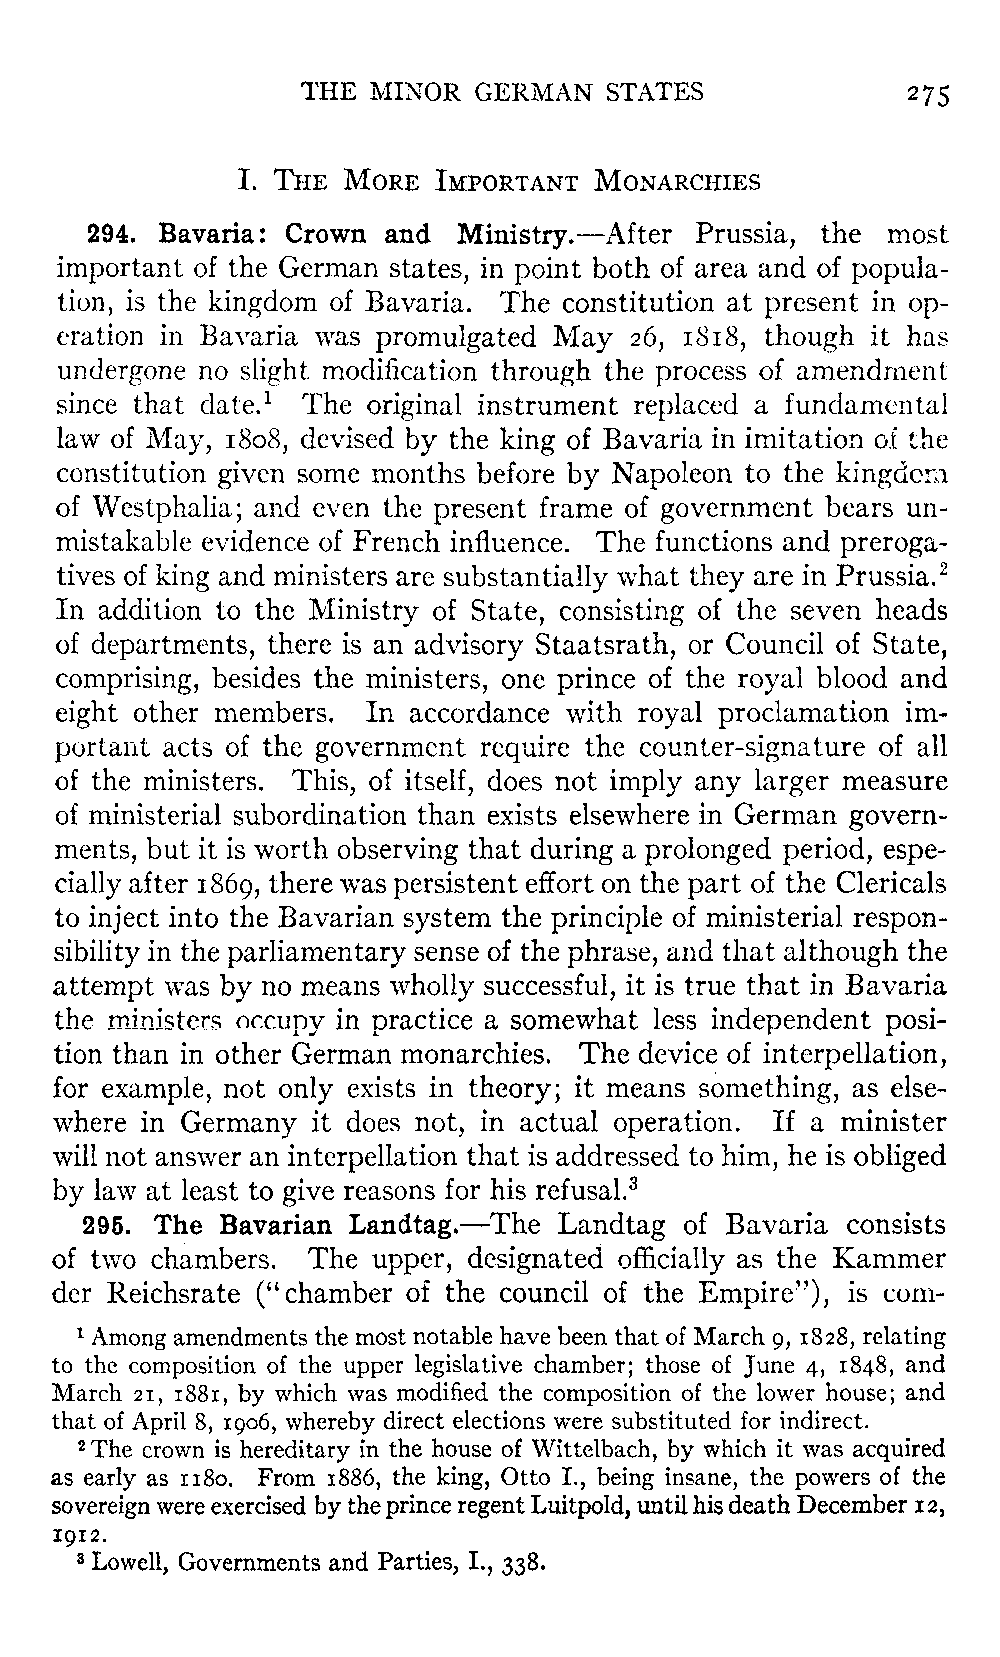 THE MINOR GERMAN STATES 275
I. THE MORE IMPORTANT MONARCHIES
294. Bavaria: Crown and Ministry.—After Prussia, the most
important of the German states, in point both of area and of popula-
tion, is the kingdom of Bavaria. The constitution at present in op-
eration in Bavaria was promulgated May 26, 1818, though it has
undergone no slight modification through the process of amendment
since that date.¹ The original instrument replaced a fundamental
law of May, 1808, devised by the king of Bavaria in imitation of the
constitution given some months before by Napoleon to the kingdom
of Westphalia; and even the present frame of government bears un-
mistakable evidence of French influence. The functions and preroga-
tives of king and ministers are substantially what they are in Prussia.²
In addition to the Ministry of State, consisting of the seven heads
of departments, there is an advisory Staatsrath, or Council of State,
comprising, besides the ministers, one prince of the royal blood and
eight other members. In accordance with royal proclamation im-
portant acts of the government require the counter-signature of all
of the ministers. This, of itself, does not imply any larger measure
of ministerial subordination than exists elsewhere in German govern-
ments, but it is worth observing that during a prolonged period, espe-
cially after 1869, there was persistent effort on the part of the Clericals
to inject into the Bavarian system the principle of ministerial respon-
sibility in the parliamentary sense of the phrase, and that although the
attempt was by no means wholly successful, it is true that in Bavaria
the ministers occupy in practice a somewhat less independent posi-
tion than in other German monarchies. The device of interpellation,
for example, not only exists in theory; it means something, as else-
where in Germany it does not, in actual operation. If a minister
will not answer an interpellation that is addressed to him, he is obliged
by law at least to give reasons for his refusal.³
295. The Bavarian Landtag.—The Landtag of Bavaria consists
of two chambers. The upper, designated officially as the Kammer
der Reichsrate ("chamber of the council of the Empire"), is com-
¹ Among amendments the most notable have been that of March 9, 1828, relating
to the composition of the upper legislative chamber; those of June 4, 1848, and
March 21, 1881, by which was modified the composition of the lower house; and
that of April 8, 1906, whereby direct elections were substituted for indirect.
² The crown is hereditary in the house of Wittelbach, by which it was acquired
as early as 1180. From 1886, the king, Otto I., being insane, the powers of the
sovereign were exercised by the prince regent Luitpold, until his death December 12,
1912.
³ Lowell, Governments and Parties, I., 338.